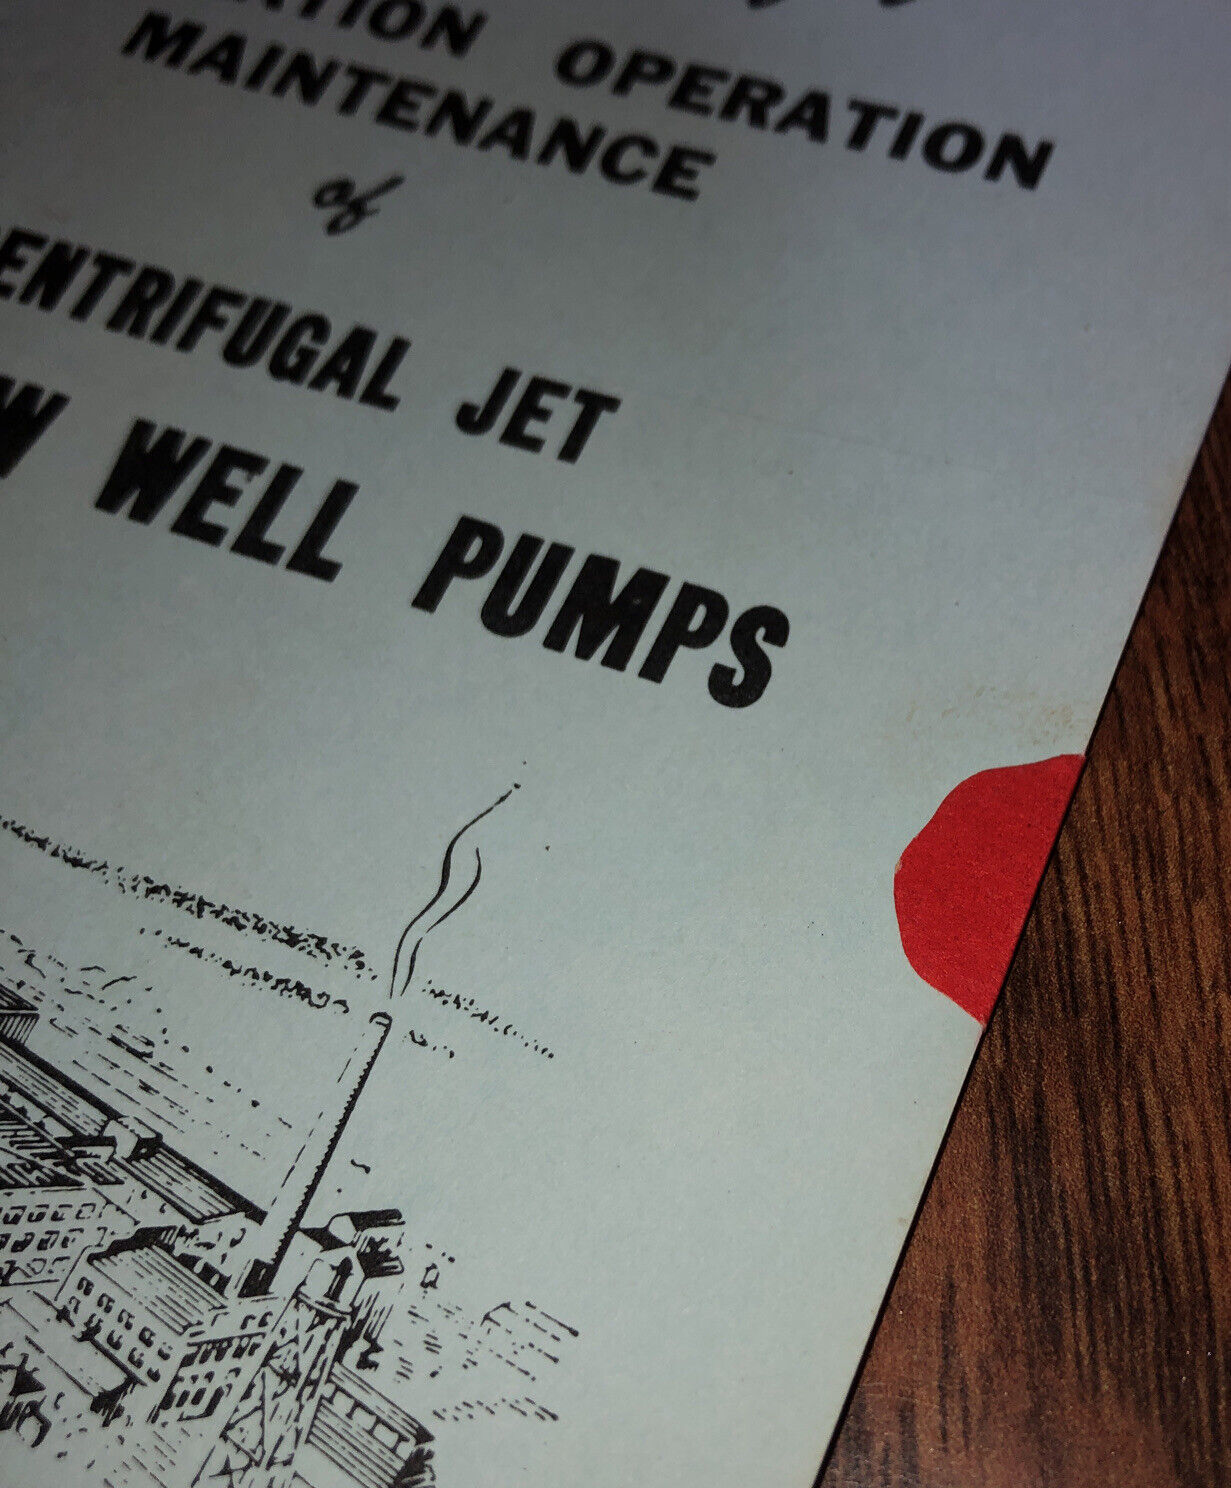 ATION OPERATION
MAINTENANCE
of
ENTRIFUGAL JET
W WELL PUMPS